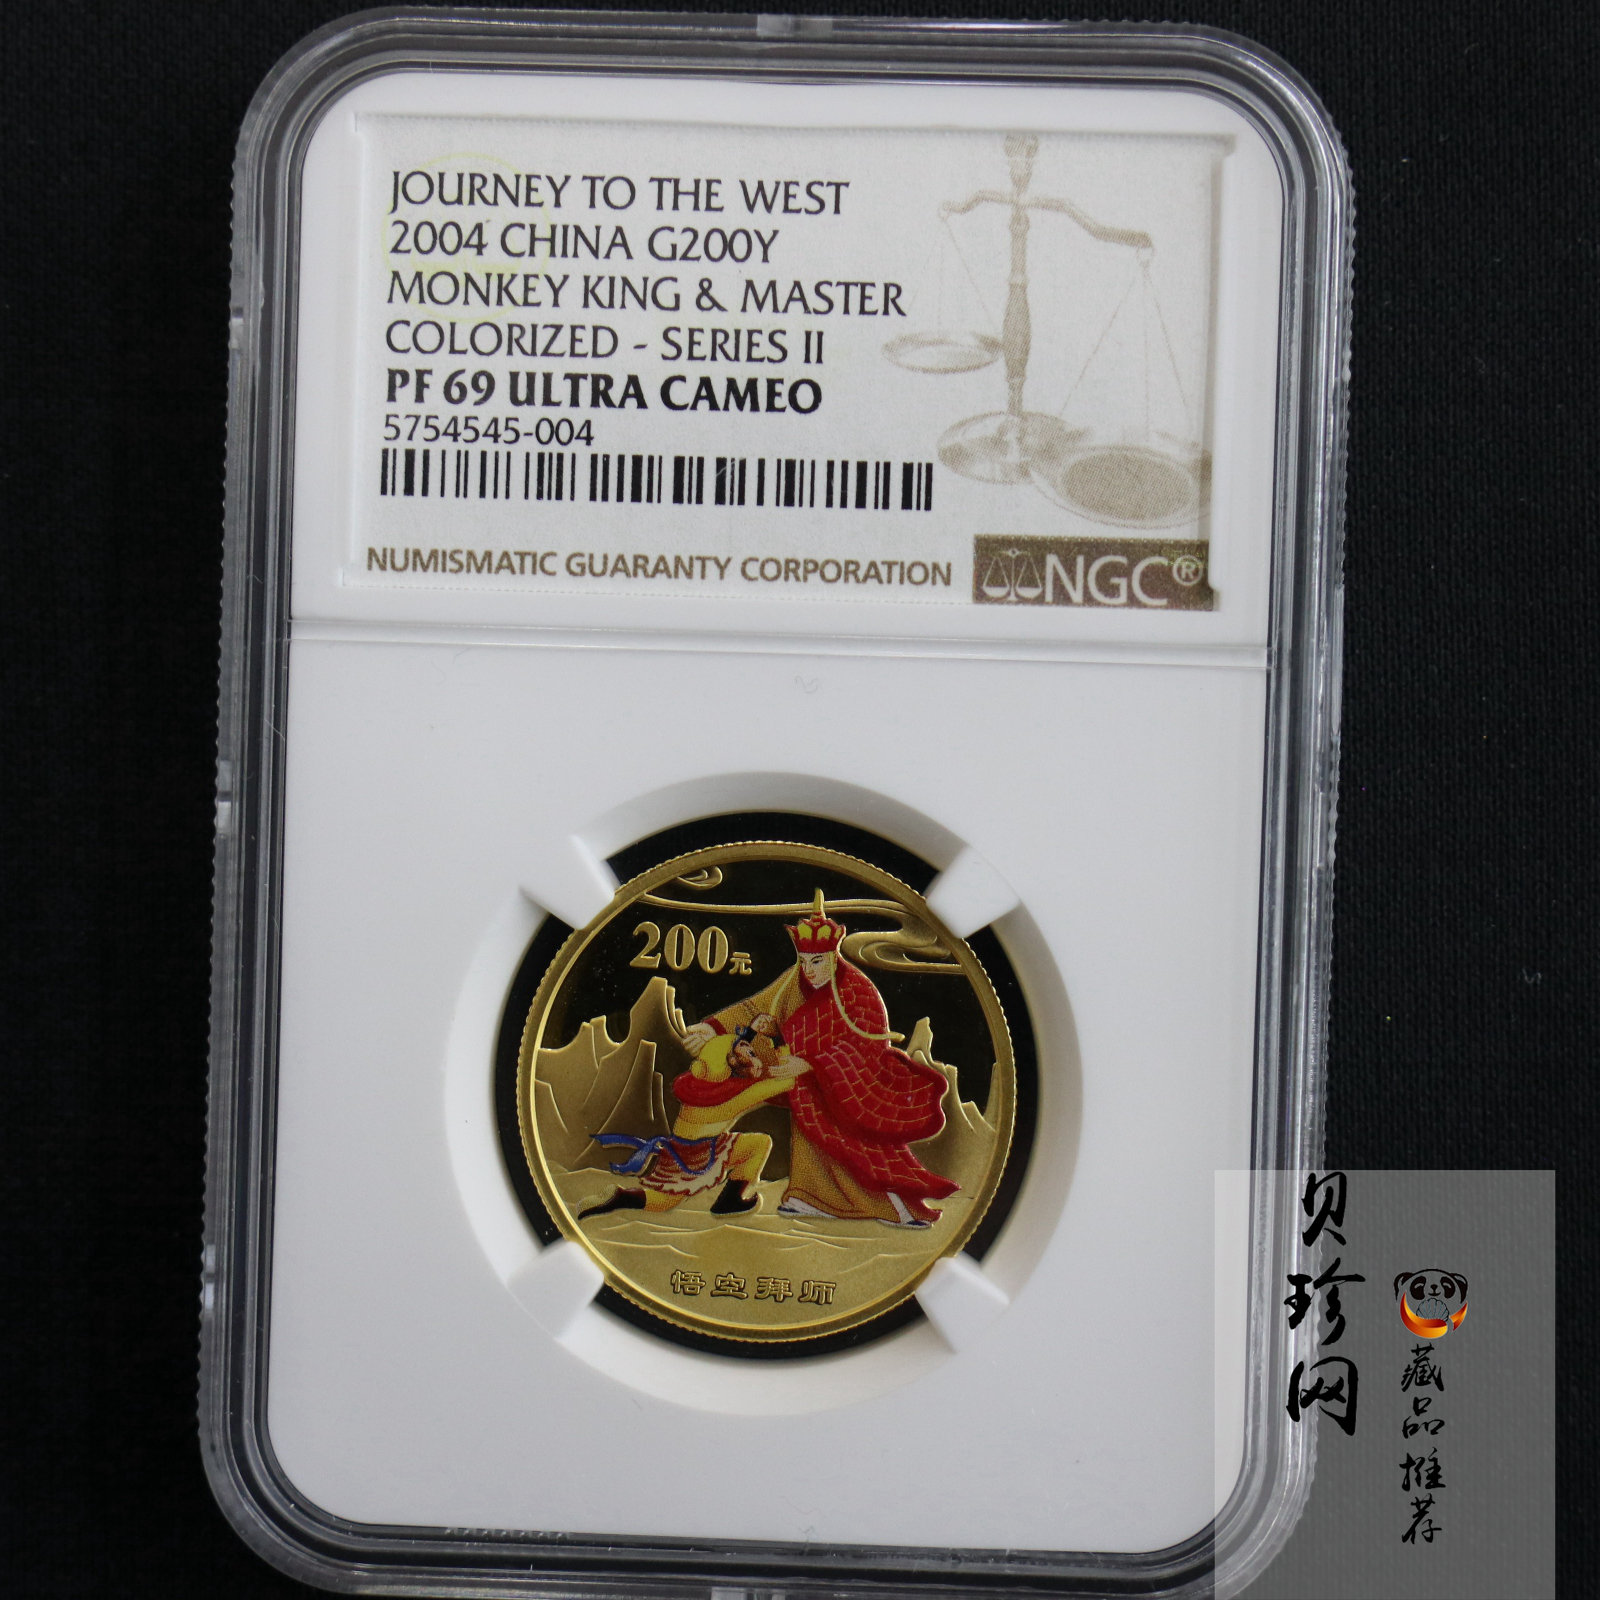 JOURNEY TO THE WEST
2004 CHINA G200Y
MONKEY KING & MASTER
COLORIZED - SERIES II
PF 69 ULTRA CAMEO
5754545-004
NUMISMATIC GUARANTY CORPORATION
NGC®
200元
悟空拜师
贝珍网
藏品推荐